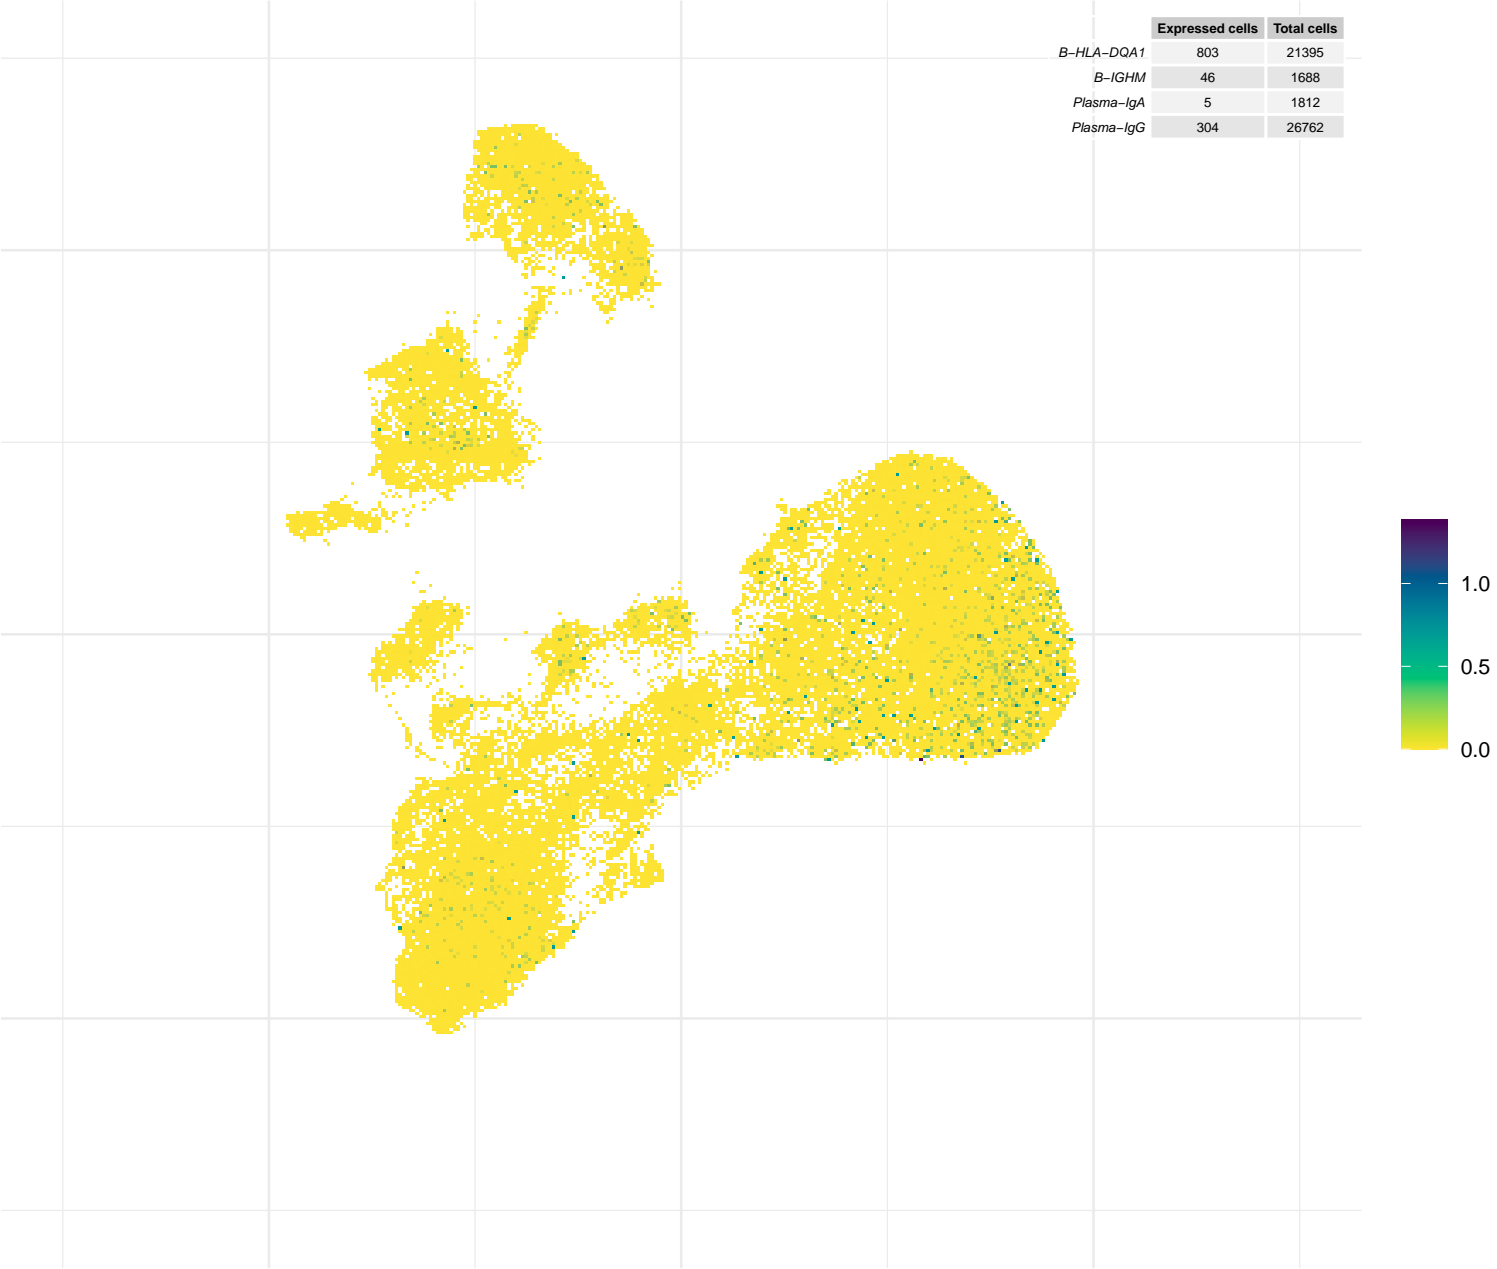 Expressed cells Total cells
B−HLA−DQA1 803 21395
B−IGHM 46 1688
Plasma−IgA 5 1812
Plasma−IgG 304 26762
1.0
0.5
0.0